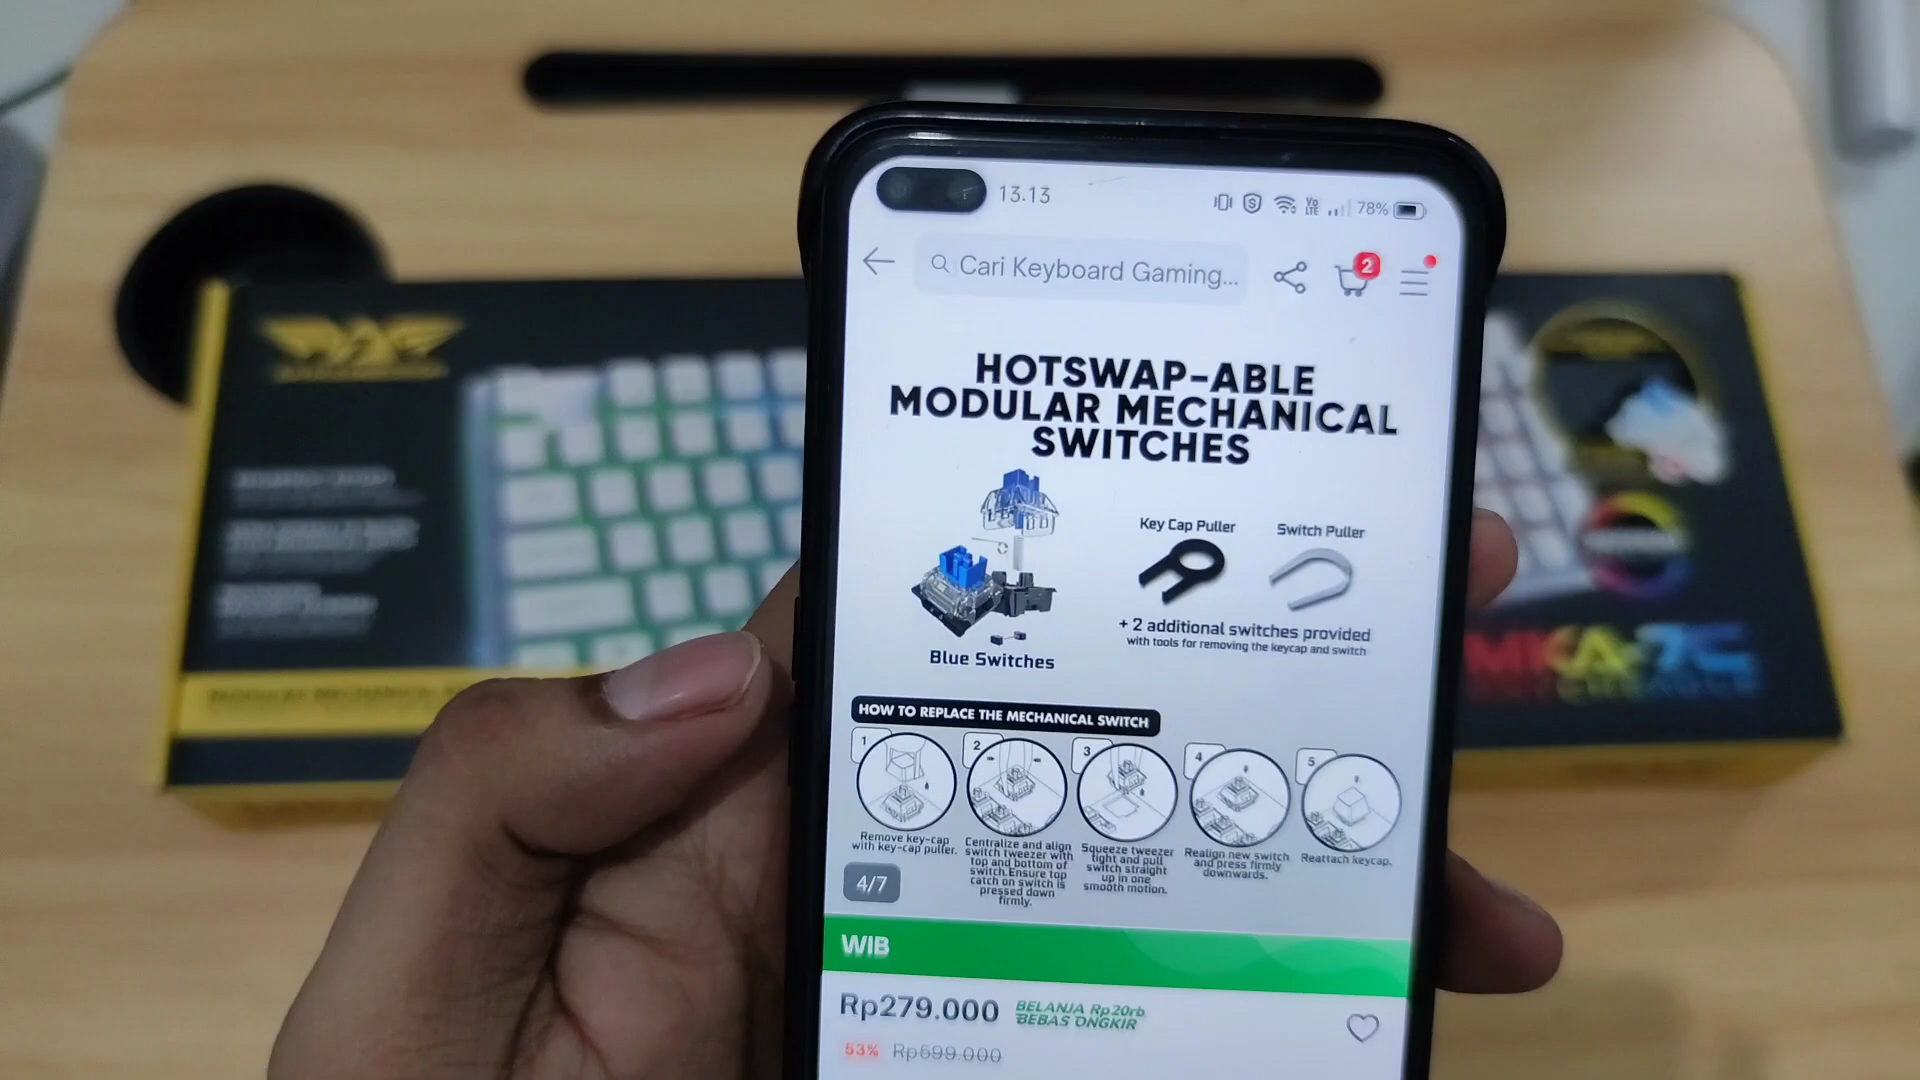 13.13
Vo
LTE
78%
Cari Keyboard Gaming...
2
HOTSWAP-ABLE
MODULAR MECHANICAL
SWITCHES
Key Cap Puller
Switch Puller
+ 2 additional switches provided
with tools for removing the keycap and switch
Blue Switches
HOW TO REPLACE THE MECHANICAL SWITCH
1
Remove key-cap
with key-cap puller.
2
Centralize and align
switch tweezer with
top and bottom of
switch.Ensure top
catch on switch is
pressed down
firmly.
3
Squeeze tweezer
tight and pull
switch straight
up in one
smooth motion.
4
Realign new switch
and press firmly
downwards.
5
Reattach keycap.
4/7
WIB
Rp279.000
BELANJA Rp20rb
BEBAS ONGKIR
53% Rp599.000
MKA-7C